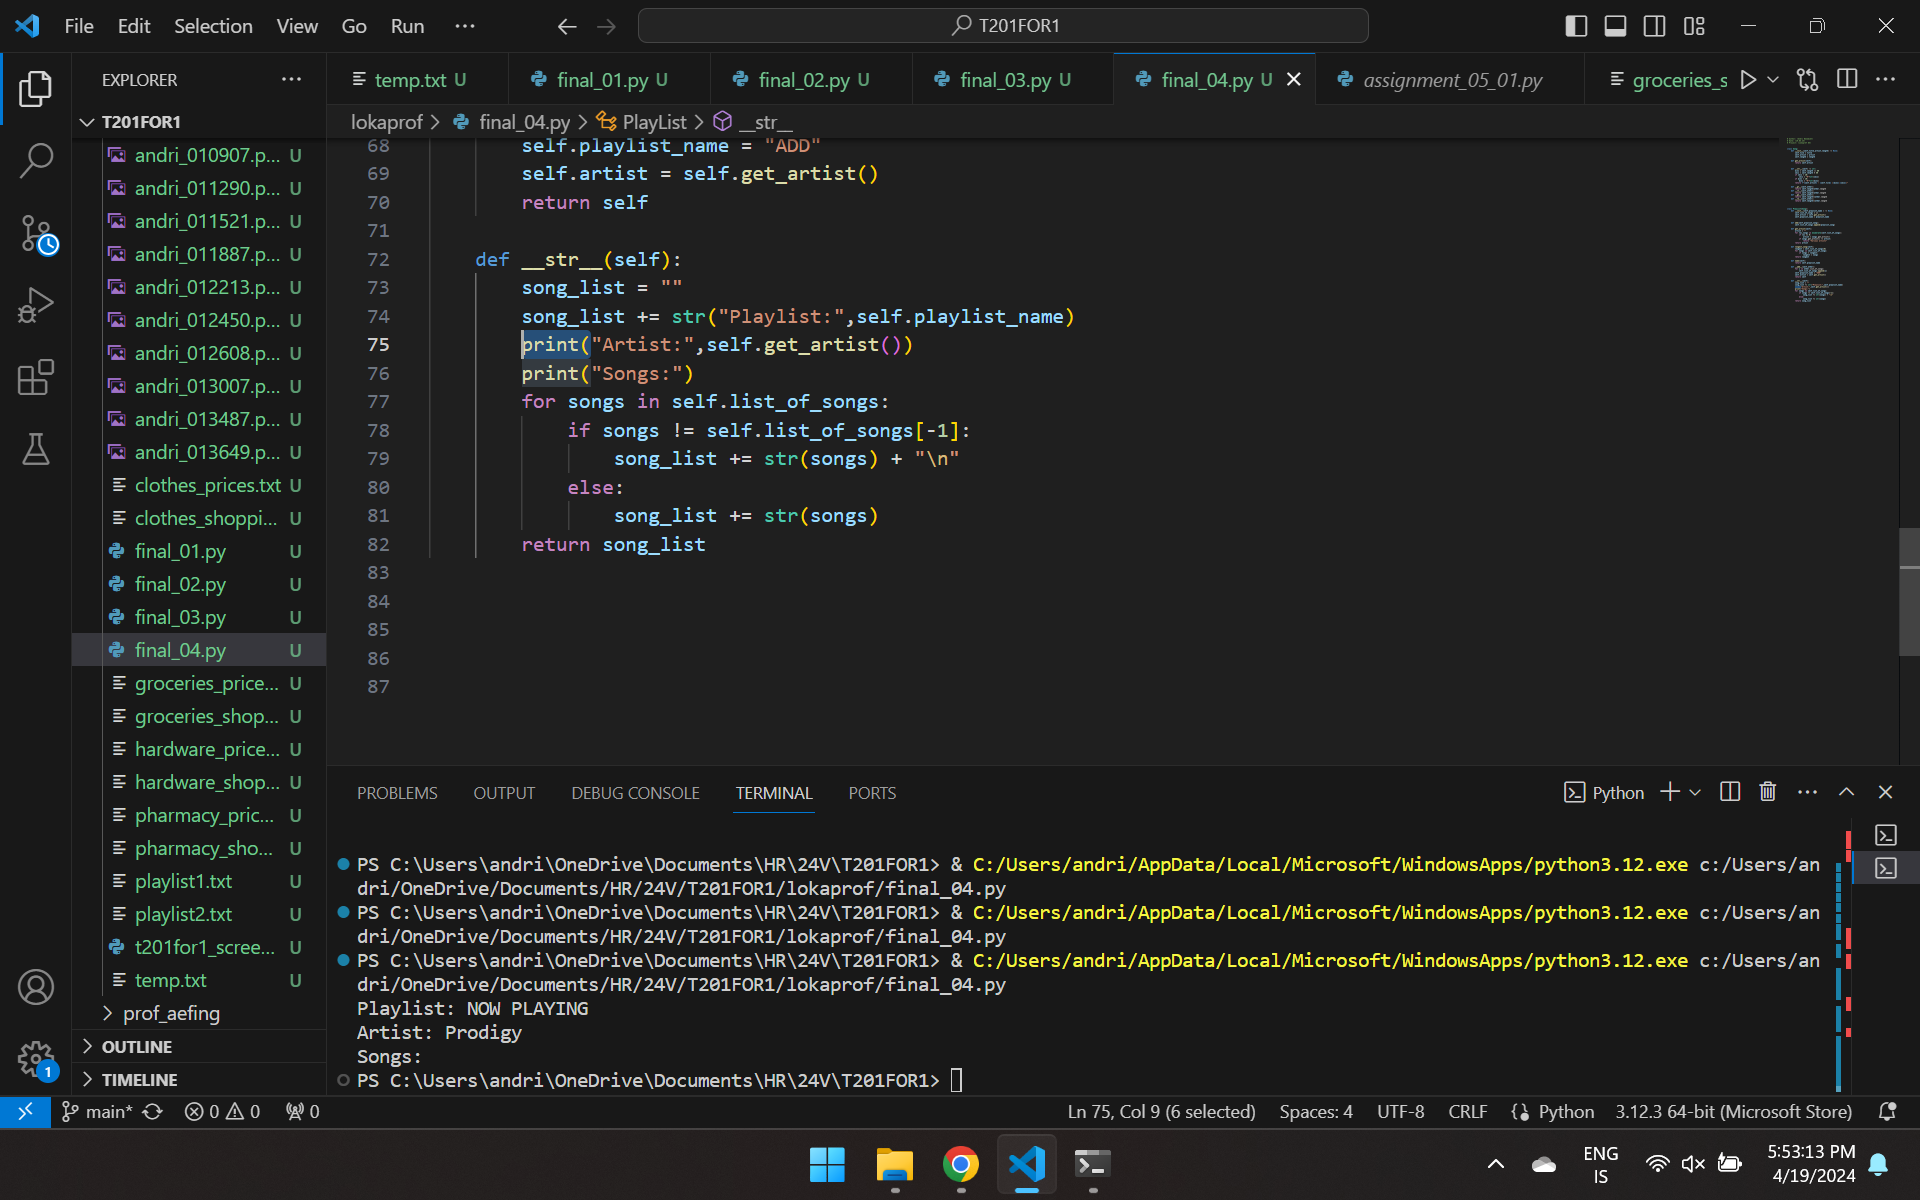 File Edit Selection View Go Run ··· T201FOR1
EXPLORER ···
temp.txt U final_01.py U final_02.py U final_03.py U final_04.py U assignment_05_01.py groceries_s
T201FOR1
lokaprof > final_04.py > PlayList > __str__
andri_010907.p... U
andri_011290.p... U
andri_011521.p... U
andri_011887.p... U
andri_012213.p... U
andri_012450.p... U
andri_012608.p... U
andri_013007.p... U
andri_013487.p... U
andri_013649.p... U
clothes_prices.txt U
clothes_shoppi... U
final_01.py U
final_02.py U
final_03.py U
final_04.py U
groceries_price... U
groceries_shop... U
hardware_price... U
hardware_shop... U
pharmacy_pric... U
pharmacy_sho... U
playlist1.txt U
playlist2.txt U
t201for1_scree... U
temp.txt U
prof_aefing
OUTLINE
TIMELINE
68 self.playlist_name = "ADD"
69 self.artist = self.get_artist()
70 return self
71
72 def __str__(self):
73 song_list = ""
74 song_list += str("Playlist:",self.playlist_name)
75 print("Artist:",self.get_artist())
76 print("Songs:")
77 for songs in self.list_of_songs:
78 if songs != self.list_of_songs[-1]:
79 song_list += str(songs) + "\n"
80 else:
81 song_list += str(songs)
82 return song_list
83
84
85
86
87
PROBLEMS OUTPUT DEBUG CONSOLE TERMINAL PORTS Python
PS C:\Users\andri\OneDrive\Documents\HR\24V\T201FOR1> & C:/Users/andri/AppData/Local/Microsoft/WindowsApps/python3.12.exe c:/Users/an
dri/OneDrive/Documents/HR/24V/T201FOR1/lokaprof/final_04.py
PS C:\Users\andri\OneDrive\Documents\HR\24V\T201FOR1> & C:/Users/andri/AppData/Local/Microsoft/WindowsApps/python3.12.exe c:/Users/an
dri/OneDrive/Documents/HR/24V/T201FOR1/lokaprof/final_04.py
PS C:\Users\andri\OneDrive\Documents\HR\24V\T201FOR1> & C:/Users/andri/AppData/Local/Microsoft/WindowsApps/python3.12.exe c:/Users/an
dri/OneDrive/Documents/HR/24V/T201FOR1/lokaprof/final_04.py
Playlist: NOW PLAYING
Artist: Prodigy
Songs:
PS C:\Users\andri\OneDrive\Documents\HR\24V\T201FOR1>
1
main* 0 0 0 Ln 75, Col 9 (6 selected) Spaces: 4 UTF-8 CRLF Python 3.12.3 64-bit (Microsoft Store)
ENG 5:53:13 PM
IS 4/19/2024